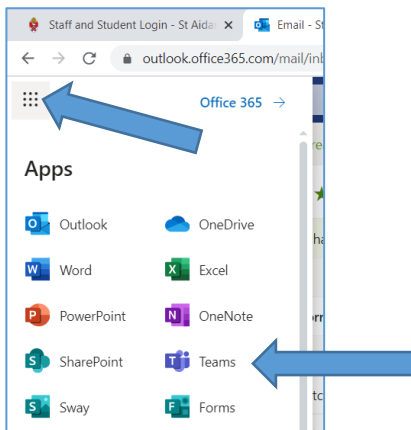 Staff and Student Login - St Aida
Email - St
outlook.office365.com/mail/inb
Office 365 →
Apps
Outlook OneDrive
Word Excel
PowerPoint OneNote
SharePoint Teams
Sway Forms